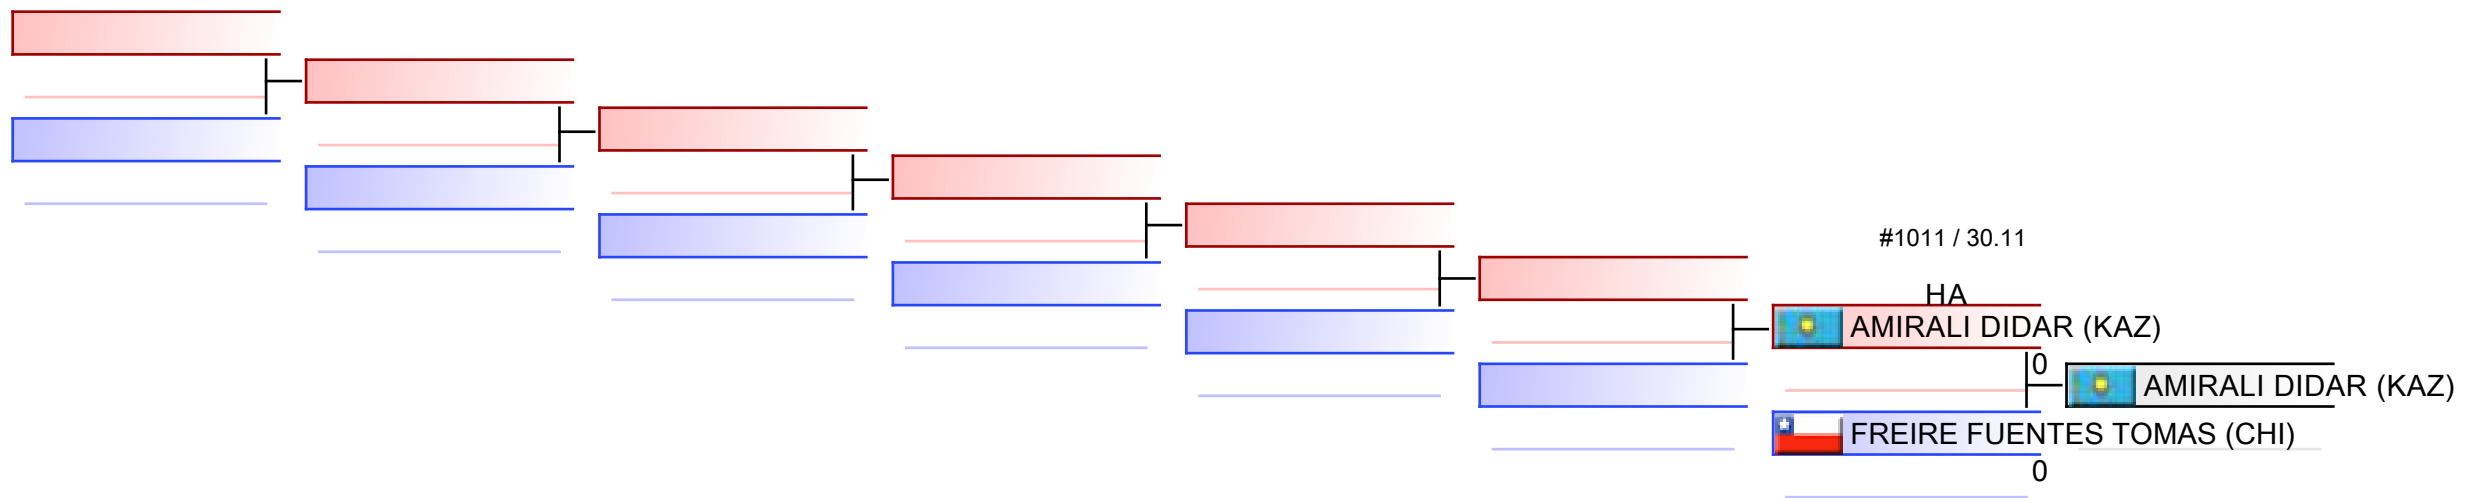 #1011 / 30.11
HA
AMIRALI DIDAR (KAZ)
0
AMIRALI DIDAR (KAZ)
FREIRE FUENTES TOMAS (CHI)
0